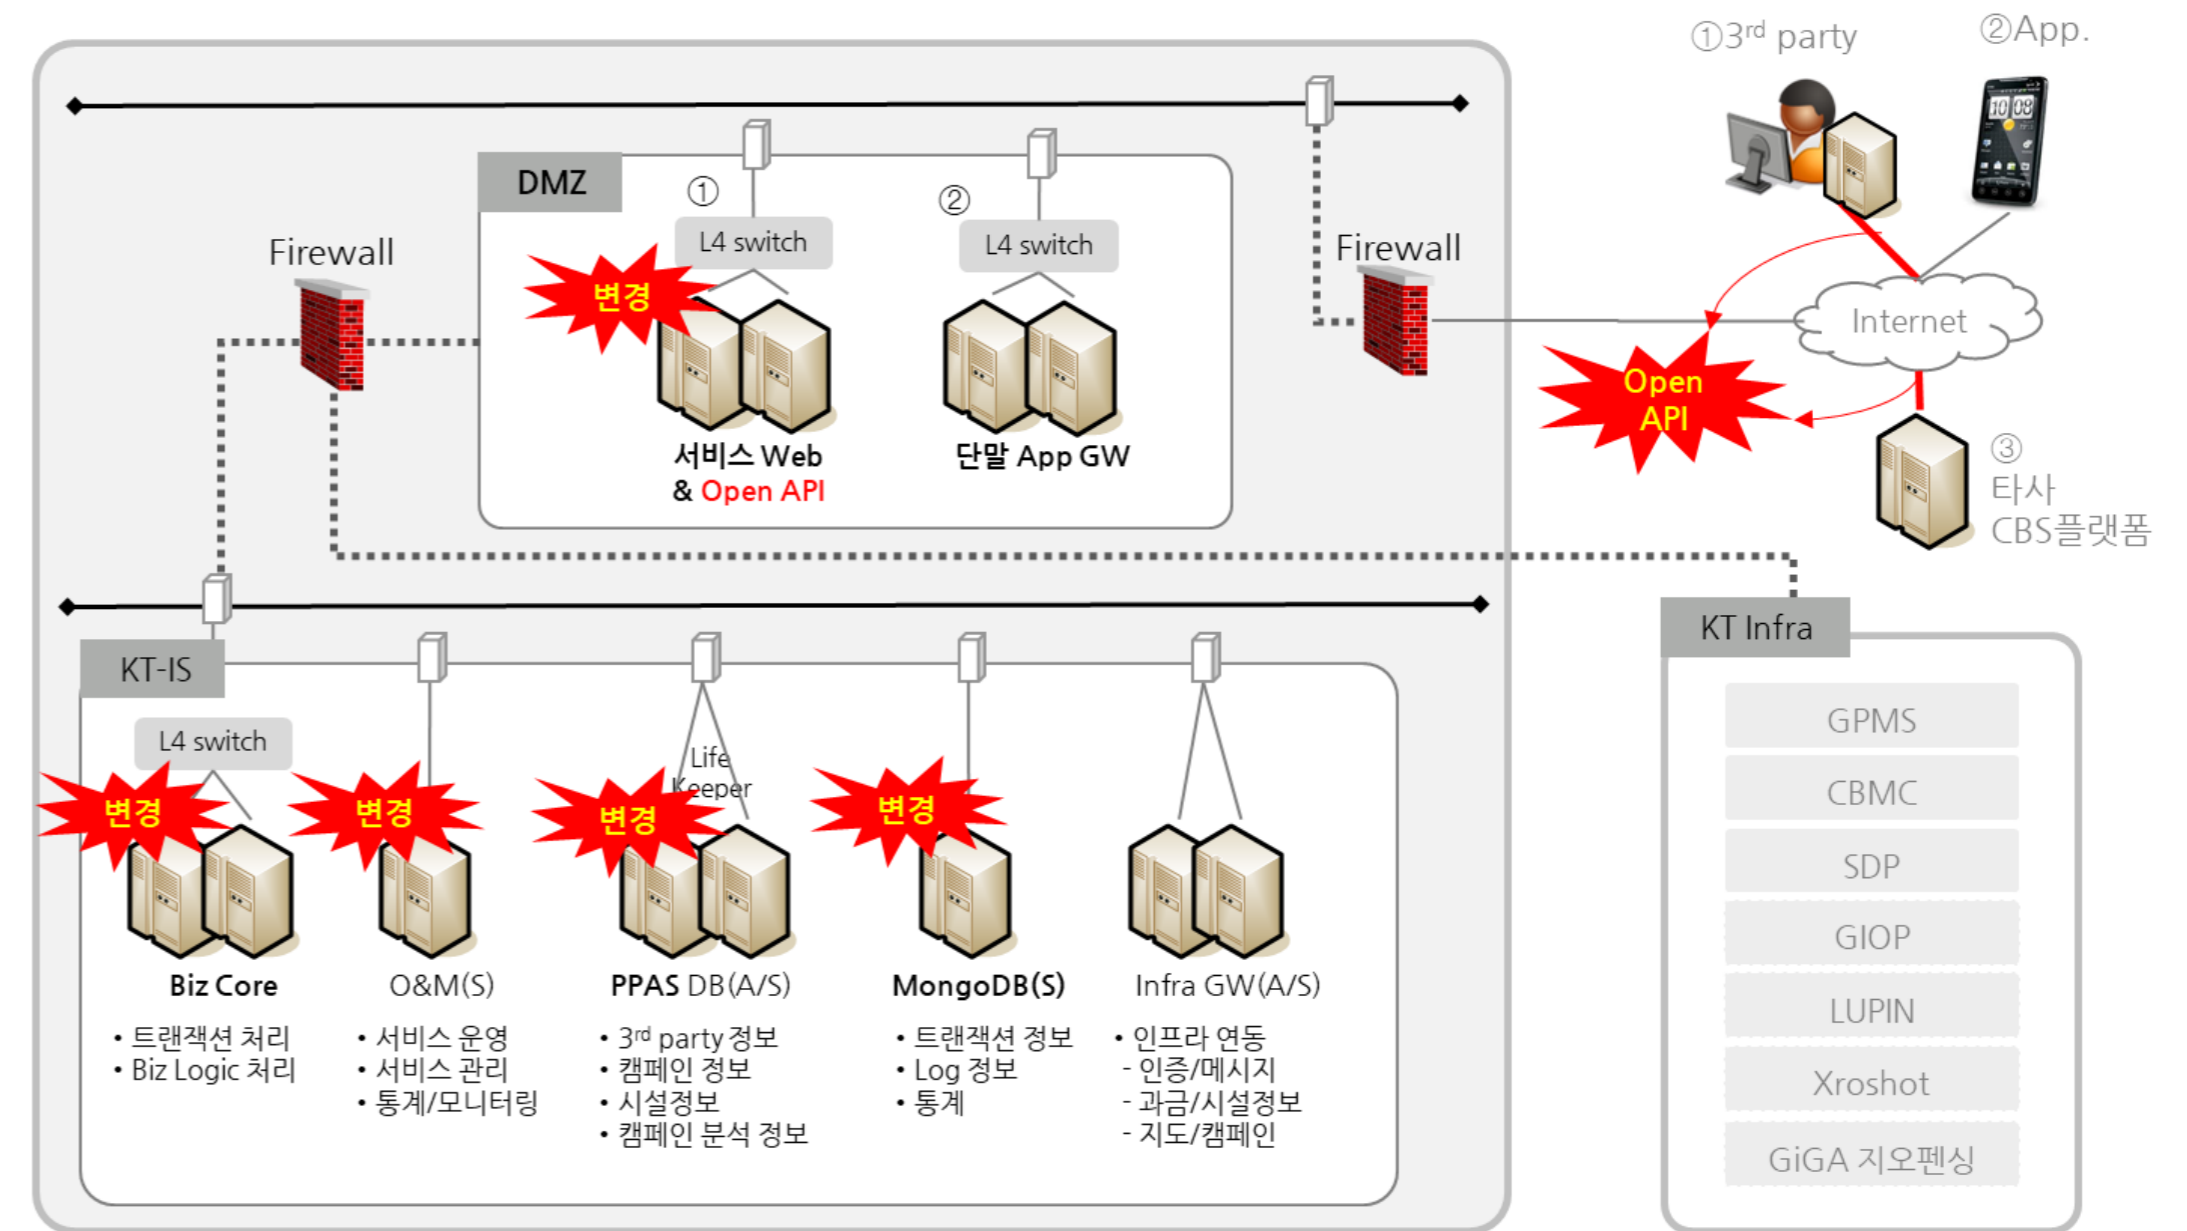 ①3rd party
②App.
DMZ
①
②
L4 switch
L4 switch
Firewall
Firewall
변경
Internet
Open
API
서비스 Web
& Open API
단말 App GW
③
타사
CBS플랫폼
KT-IS
KT Infra
L4 switch
Life
Keeper
변경
변경
변경
변경
Biz Core
• 트랜잭션 처리
• Biz Logic 처리
O&M(S)
• 서비스 운영
• 서비스 관리
• 통계/모니터링
PPAS DB(A/S)
• 3rd party 정보
• 캠페인 정보
• 시설정보
• 캠페인 분석 정보
MongoDB(S)
• 트랜잭션 정보
• Log 정보
• 통계
Infra GW(A/S)
• 인프라 연동
- 인증/메시지
- 과금/시설정보
- 지도/캠페인
GPMS
CBMC
SDP
GIOP
LUPIN
Xroshot
GiGA 지오펜싱
10 08